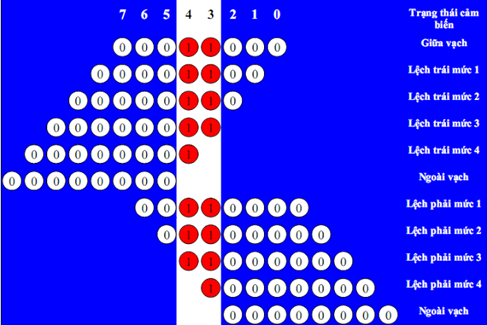 7 6 5 4 3 2 1 0 Trạng thái cảm
biến
0 0 0 1 1 0 0 0 Giữa vạch
0 0 0 0 1 1 0 0 Lệch trái mức 1
0 0 0 0 0 1 1 0 Lệch trái mức 2
0 0 0 0 0 0 1 1 Lệch trái mức 3
0 0 0 0 0 0 0 1 Lệch trái mức 4
0 0 0 0 0 0 0 0 Ngoài vạch
0 0 1 1 0 0 0 0 Lệch phải mức 1
0 1 1 0 0 0 0 0 Lệch phải mức 2
1 1 0 0 0 0 0 0 Lệch phải mức 3
1 0 0 0 0 0 0 0 Lệch phải mức 4
0 0 0 0 0 0 0 0 Ngoài vạch